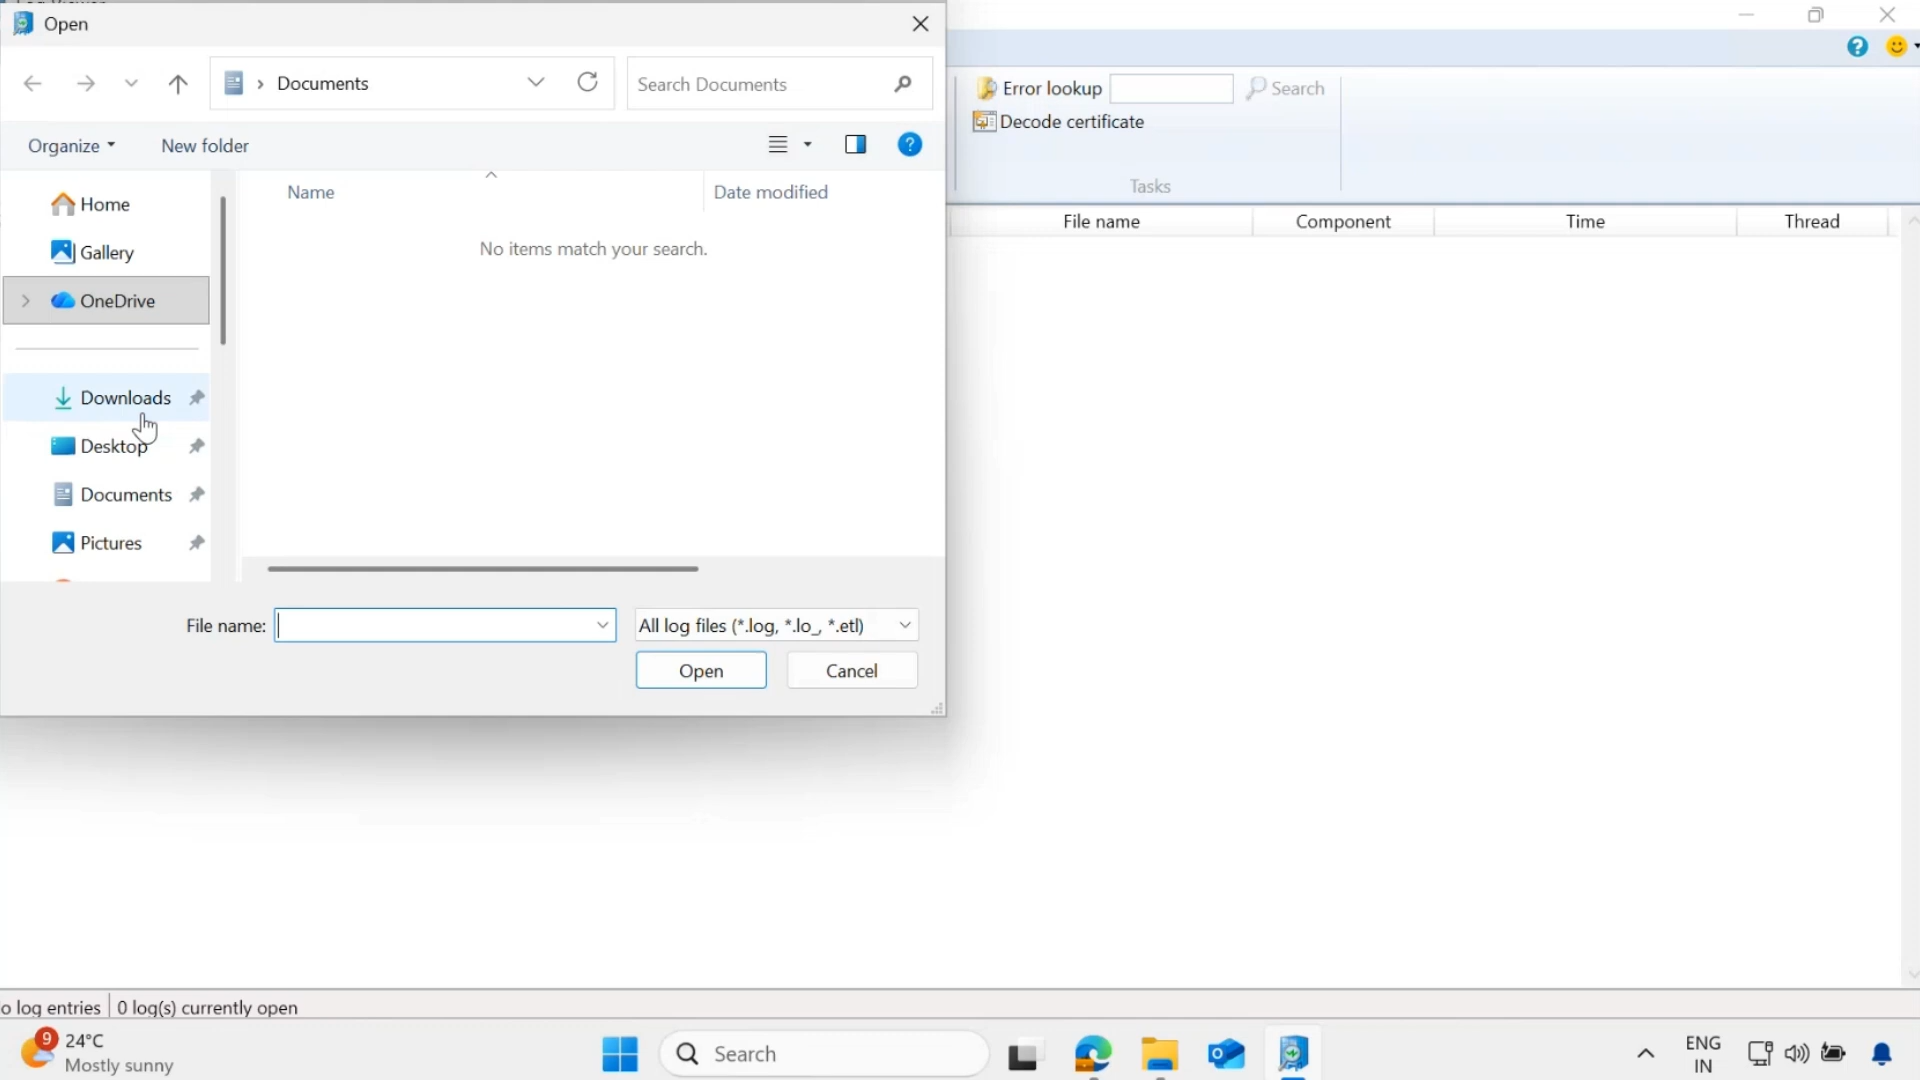 Open
Documents
Search Documents
Organize
New folder
Error lookup
Search
Decode certificate
Tasks
Home
Gallery
OneDrive
Downloads
Desktop
Documents
Pictures
Name
Date modified
No items match your search.
File name
Component
Time
Thread
File name:
All log files (*.log, *.lo_, *.etl)
Open
Cancel
o log entries
0 log(s) currently open
9
24°C
Mostly sunny
Search
ENG
IN